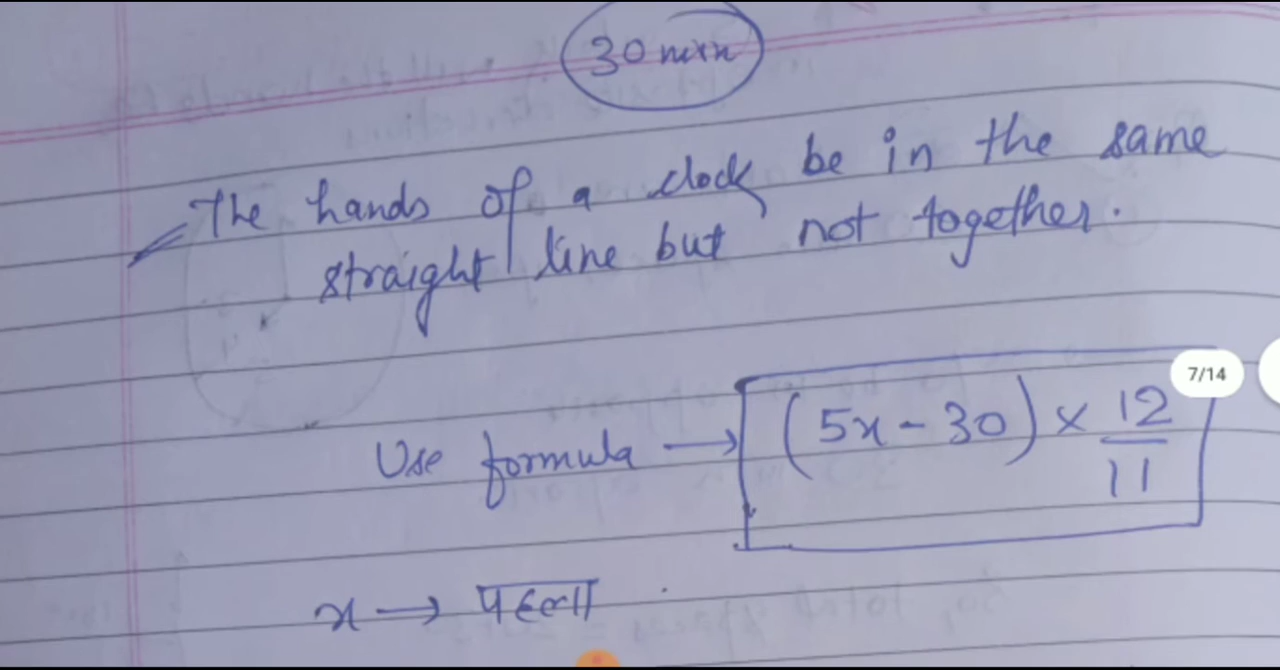 30 min
The hands of a clock be in the same
straight line but not together.
7/14
Use formula → (5x - 30) × 12/11
x → पहला